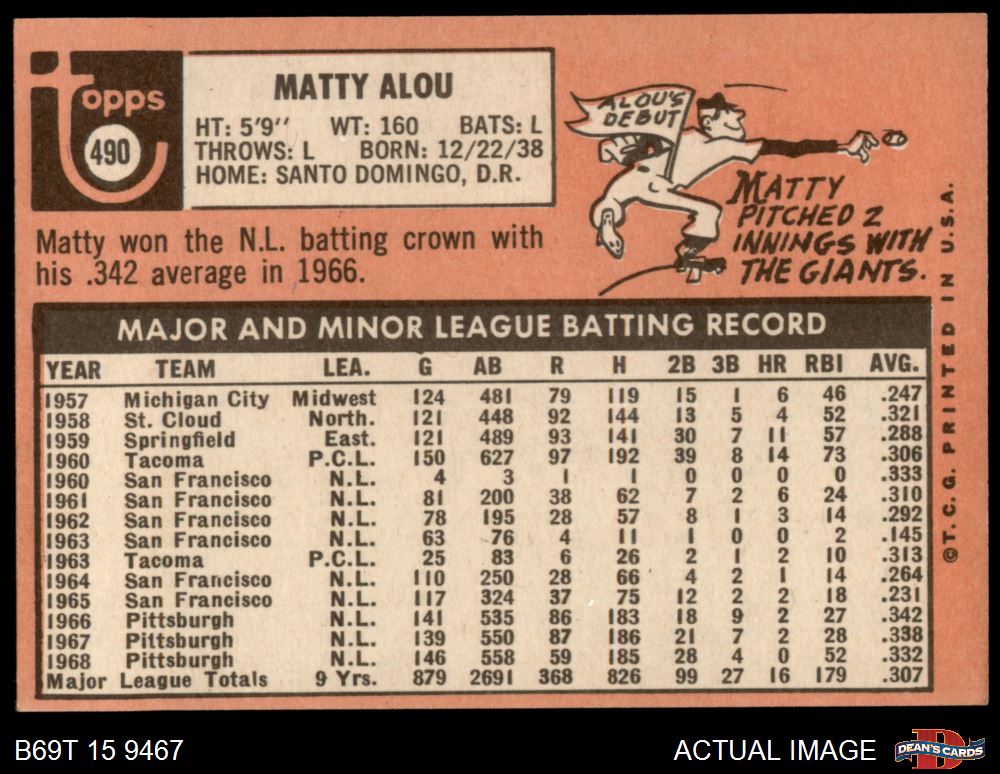 Topps
490
MATTY ALOU
HT: 5'9" WT: 160 BATS: L
THROWS: L BORN: 12/22/38
HOME: SANTO DOMINGO, D.R.
Matty won the N.L. batting crown with
his .342 average in 1966.
ALOU'S
DEBUT
MATTY
PITCHED 2
INNINGS WITH
THE GIANTS.
MAJOR AND MINOR LEAGUE BATTING RECORD
YEAR TEAM LEA. G AB R H 2B 3B HR RBI AVG.
1957 Michigan City Midwest 124 481 79 119 15 1 6 46 .247
1958 St. Cloud North. 121 448 92 144 13 5 4 52 .321
1959 Springfield East. 121 489 93 141 30 7 11 57 .288
1960 Tacoma P.C.L. 150 627 97 192 39 8 14 73 .306
1960 San Francisco N.L. 4 3 1 1 0 0 0 0 .333
1961 San Francisco N.L. 81 200 38 62 7 2 6 24 .310
1962 San Francisco N.L. 78 195 28 57 8 1 3 14 .292
1963 San Francisco N.L. 63 76 4 11 1 0 0 2 .145
1963 Tacoma P.C.L. 25 83 6 26 2 1 2 10 .313
1964 San Francisco N.L. 110 250 28 66 4 2 1 14 .264
1965 San Francisco N.L. 117 324 37 75 12 2 2 18 .231
1966 Pittsburgh N.L. 141 535 86 183 18 9 2 27 .342
1967 Pittsburgh N.L. 139 550 87 186 21 7 2 28 .338
1968 Pittsburgh N.L. 146 558 59 185 28 4 0 52 .332
Major League Totals 9 Yrs. 879 2691 368 826 99 27 16 179 .307
©T.C.G. PRINTED IN U.S.A.
B69T 15 9467
ACTUAL IMAGE
D
DEAN'S CARDS